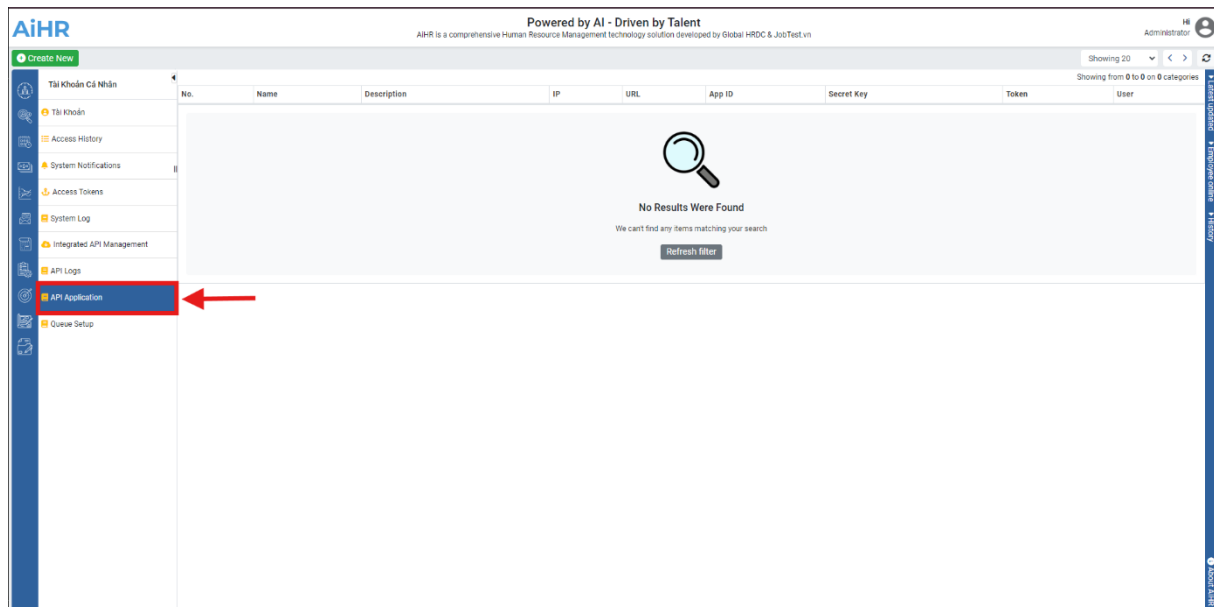 AiHR
Powered by AI - Driven by Talent
AiHR is a comprehensive Human Resource Management technology solution developed by Global HRDC & JobTest.vn
Hi
Administrator
Create New
Showing 20
Showing from 0 to 0 on 0 categories
Tài Khoản Cá Nhân
Tài Khoản
Access History
System Notifications
Access Tokens
System Log
Integrated API Management
API Logs
API Application
Queue Setup
No. Name Description IP URL App ID Secret Key Token User
No Results Were Found
We can't find any items matching your search
Refresh filter
Latest updated
Employee online
History
About AiHR